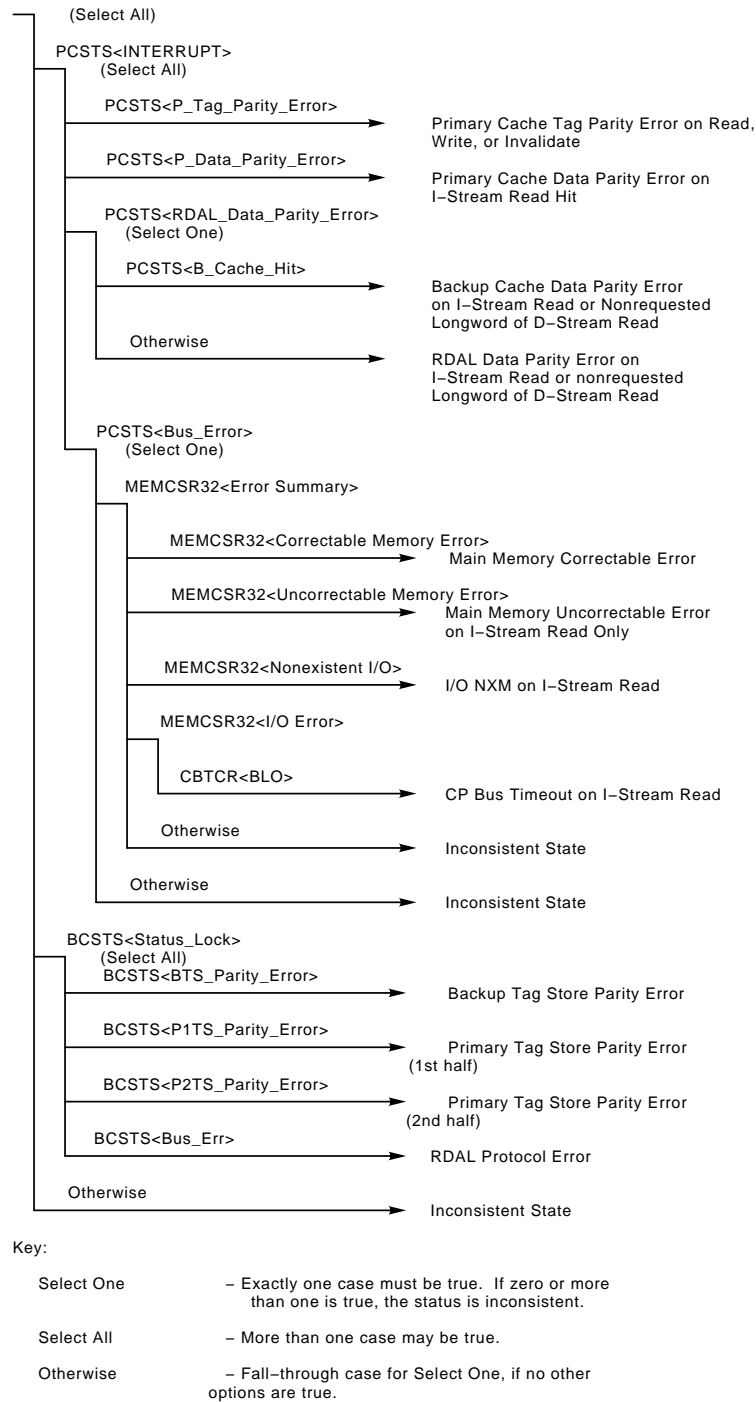 (Select All)
PCSTS<INTERRUPT>
(Select All)
PCSTS<P_Tag_Parity_Error>
Primary Cache Tag Parity Error on Read,
Write, or Invalidate
PCSTS<P_Data_Parity_Error>
Primary Cache Data Parity Error on
I−Stream Read Hit
PCSTS<RDAL_Data_Parity_Error>
(Select One)
PCSTS<B_Cache_Hit>
Backup Cache Data Parity Error
on I−Stream Read or Nonrequested
Longword of D−Stream Read
Otherwise
RDAL Data Parity Error on
I−Stream Read or nonrequested
Longword of D−Stream Read
PCSTS<Bus_Error>
(Select One)
MEMCSR32<Error Summary>
MEMCSR32<Correctable Memory Error>
Main Memory Correctable Error
MEMCSR32<Uncorrectable Memory Error>
Main Memory Uncorrectable Error
on I−Stream Read Only
MEMCSR32<Nonexistent I/O>
I/O NXM on I−Stream Read
MEMCSR32<I/O Error>
CBTCR<BLO>
CP Bus Timeout on I−Stream Read
Otherwise
Inconsistent State
Otherwise
Inconsistent State
BCSTS<Status_Lock>
(Select All)
BCSTS<BTS_Parity_Error>
Backup Tag Store Parity Error
BCSTS<P1TS_Parity_Error>
Primary Tag Store Parity Error
(1st half)
BCSTS<P2TS_Parity_Error>
Primary Tag Store Parity Error
(2nd half)
BCSTS<Bus_Err>
RDAL Protocol Error
Otherwise
Inconsistent State
Key:
Select One − Exactly one case must be true. If zero or more
than one is true, the status is inconsistent.
Select All − More than one case may be true.
Otherwise − Fall−through case for Select One, if no other
options are true.